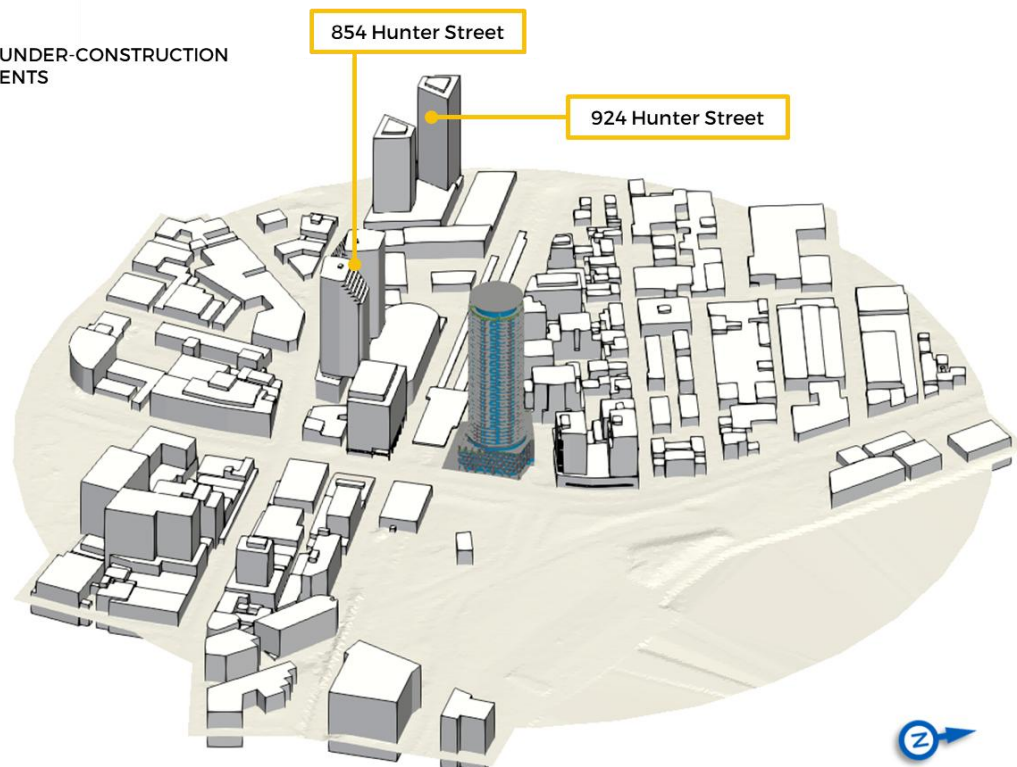 854 Hunter Street
UNDER-CONSTRUCTION
ENTS
924 Hunter Street
N